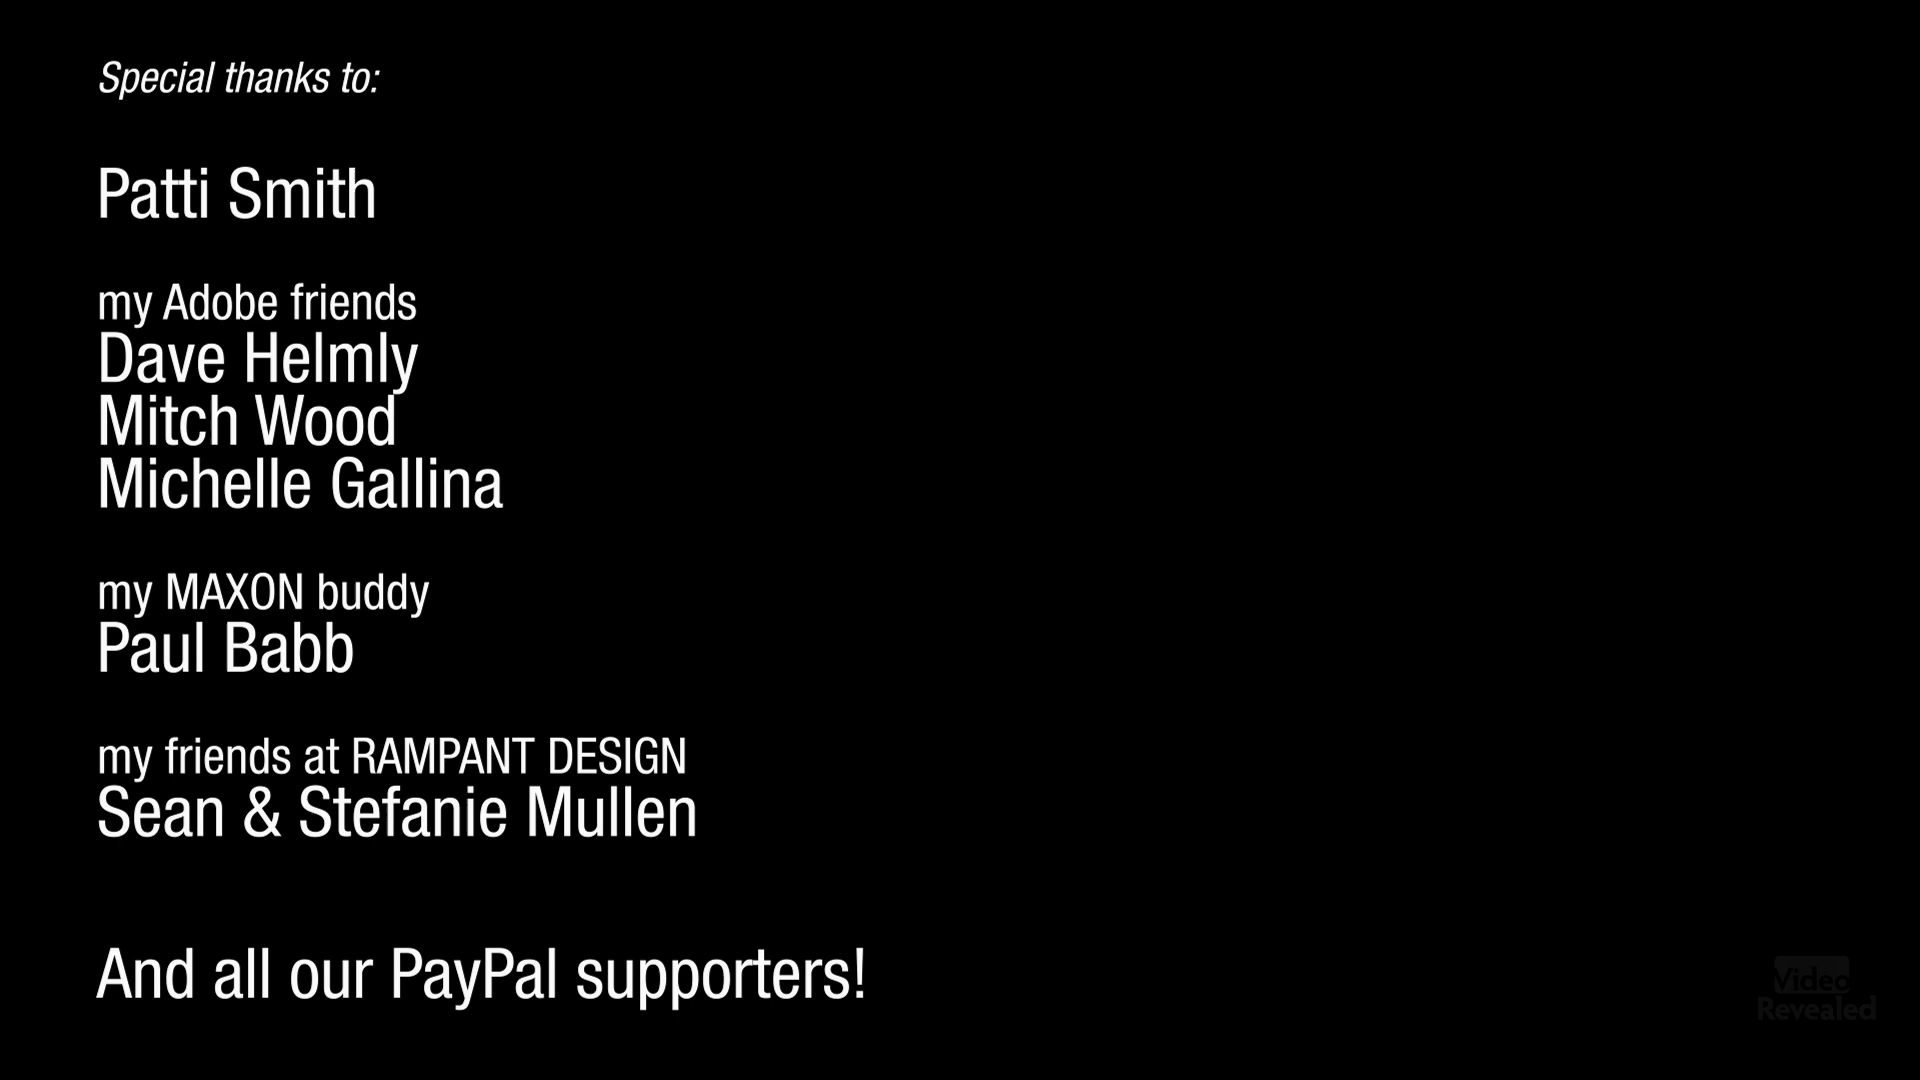 Special thanks to:
Patti Smith
my Adobe friends
Dave Helmly
Mitch Wood
Michelle Gallina
my MAXON buddy
Paul Babb
my friends at RAMPANT DESIGN
Sean & Stefanie Mullen
And all our PayPal supporters!
Video
Revealed